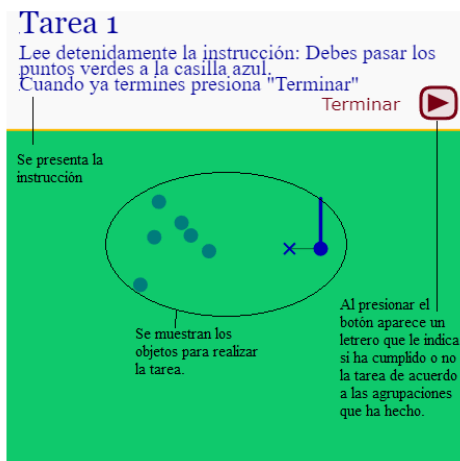 Tarea 1
Lee detenidamente la instrucción: Debes pasar los
puntos verdes a la casilla azul.
Cuando ya termines presiona "Terminar"
Terminar
Se presenta la
instrucción
Se muestran los
objetos para realizar
la tarea.
Al presionar el
botón aparece un
letrero que le indica
si ha cumplido o no
la tarea de acuerdo
a las agrupaciones
que ha hecho.